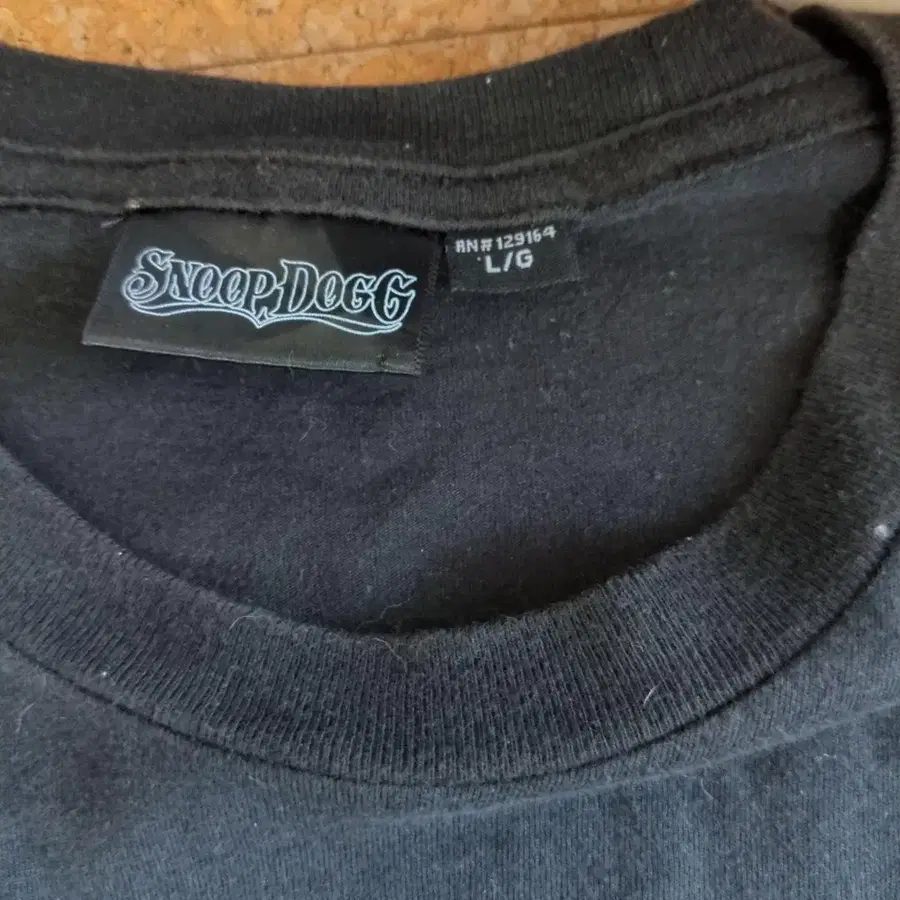 SNOOP DOGG
RN# 129164
L/G